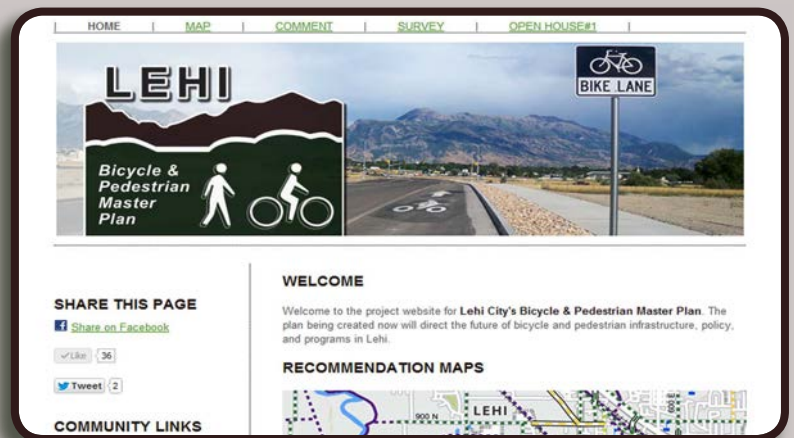 HOME | MAP | COMMENT | SURVEY | OPEN HOUSE#1 |
LEHI
Bicycle &
Pedestrian
Master
Plan
BIKE LANE
SHARE THIS PAGE
Share on Facebook
Like 36
Tweet 2
COMMUNITY LINKS
WELCOME
Welcome to the project website for Lehi City's Bicycle & Pedestrian Master Plan. The
plan being created now will direct the future of bicycle and pedestrian infrastructure, policy,
and programs in Lehi.
RECOMMENDATION MAPS
900 N
LEHI